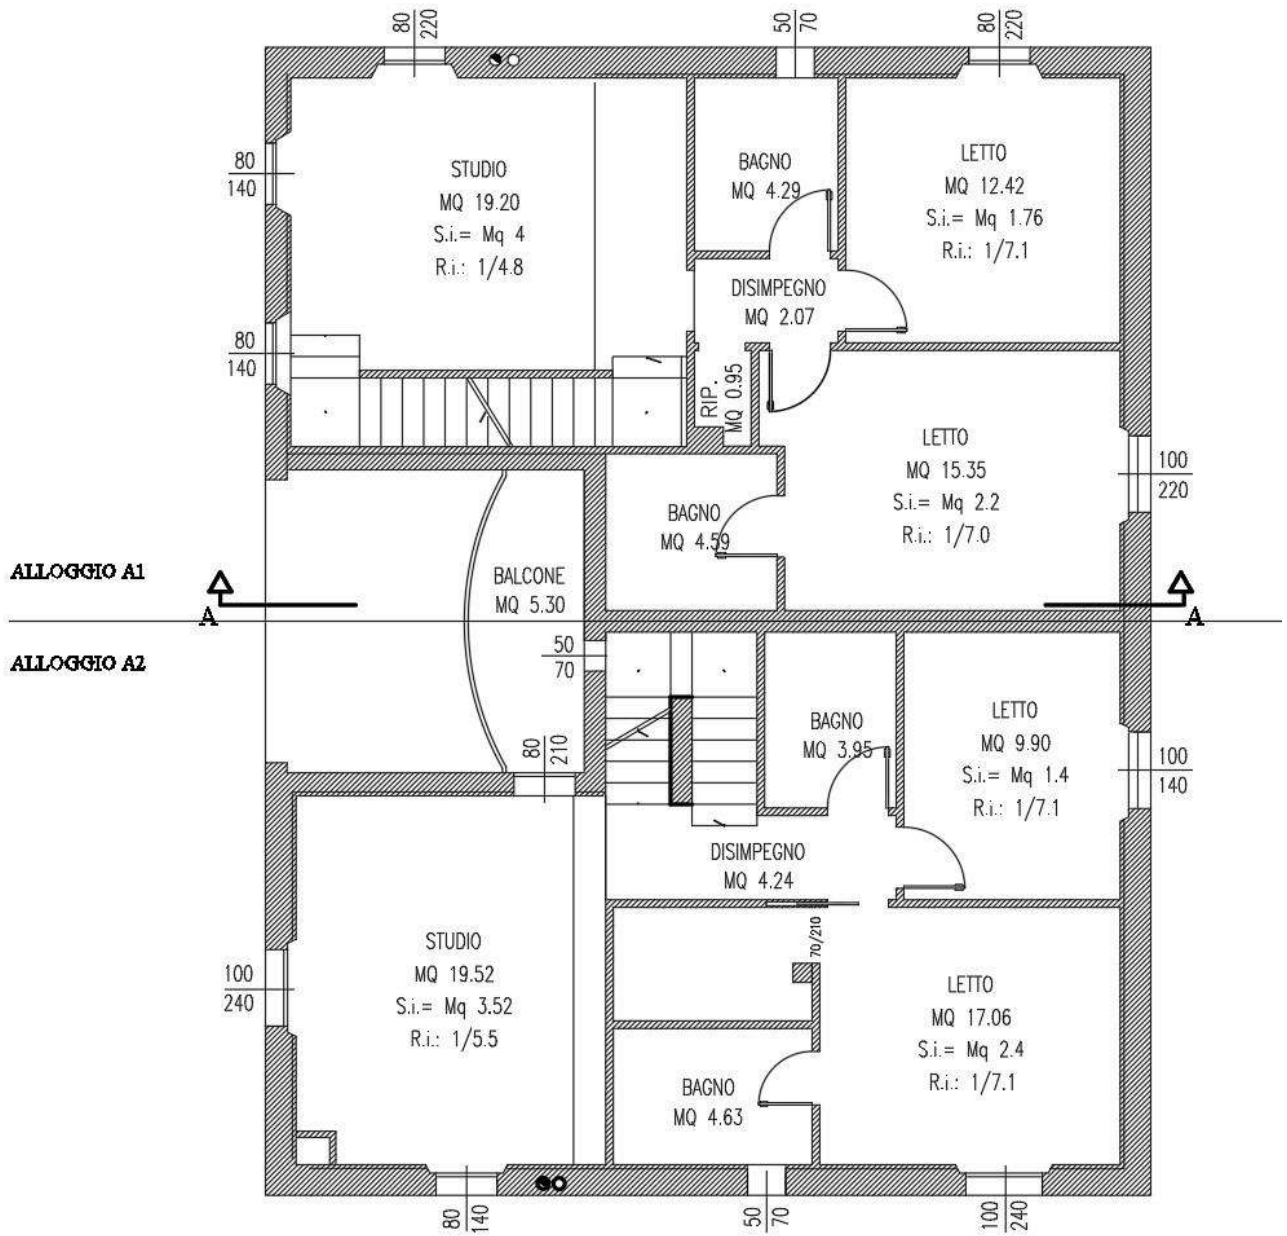 80
220
50
70
80
220
80
140
STUDIO
MQ 19.20
S.i.= Mq 4
R.i.: 1/4.8
BAGNO
MQ 4.29
LETTO
MQ 12.42
S.i.= Mq 1.76
R.i.: 1/7.1
DISIMPEGNO
MQ 2.07
80
140
RIP.
MQ 0.95
LETTO
MQ 15.35
S.i.= Mq 2.2
R.i.: 1/7.0
100
220
BAGNO
MQ 4.59
ALLOGGIO A1
BALCONE
MQ 5.30
A
A
ALLOGGIO A2
50
70
80
210
BAGNO
MQ 3.95
LETTO
MQ 9.90
S.i.= Mq 1.4
R.i.: 1/7.1
100
140
DISIMPEGNO
MQ 4.24
70/210
STUDIO
MQ 19.52
S.i.= Mq 3.52
R.i.: 1/5.5
100
240
LETTO
MQ 17.06
S.i.= Mq 2.4
R.i.: 1/7.1
BAGNO
MQ 4.63
80
140
50
70
100
240